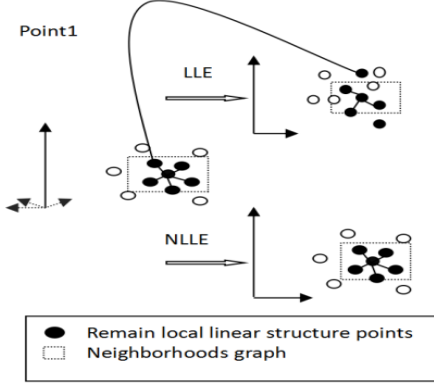 Point1
LLE
NLLE
Remain local linear structure points
Neighborhoods graph